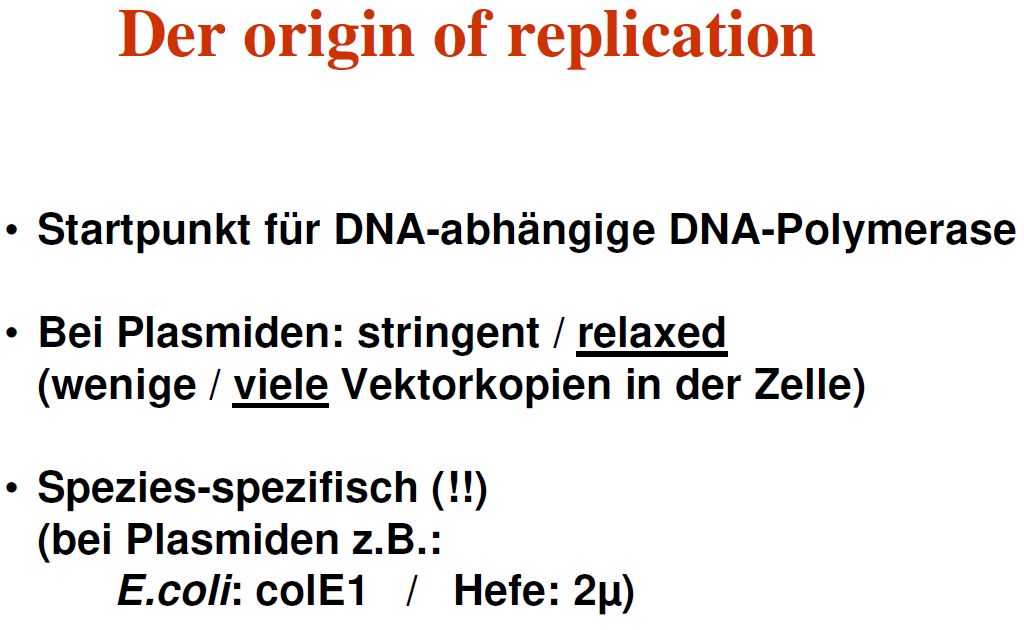 Der origin of replication
• Startpunkt für DNA-abhängige DNA-Polymerase
• Bei Plasmiden: stringent / relaxed
(wenige / viele Vektorkopien in der Zelle)
• Spezies-spezifisch (!!)
(bei Plasmiden z.B.:
E.coli: colE1 / Hefe: 2µ)